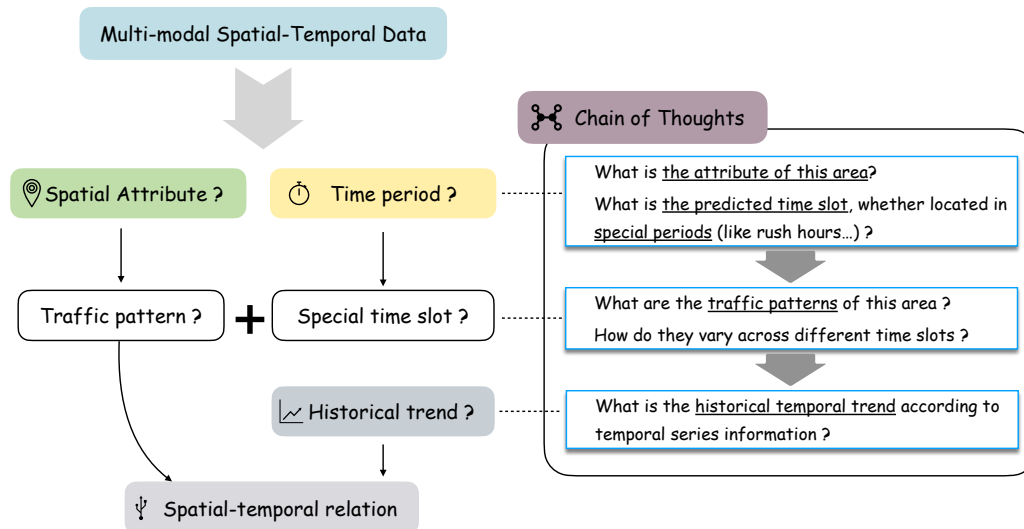 Multi-modal Spatial-Temporal Data
Chain of Thoughts
Spatial Attribute ?
Time period ?
What is the attribute of this area?
What is the predicted time slot, whether located in
special periods (like rush hours…) ?
Traffic pattern ?
+
Special time slot ?
What are the traffic patterns of this area ?
How do they vary across different time slots ?
Historical trend ?
What is the historical temporal trend according to
temporal series information ?
Spatial-temporal relation